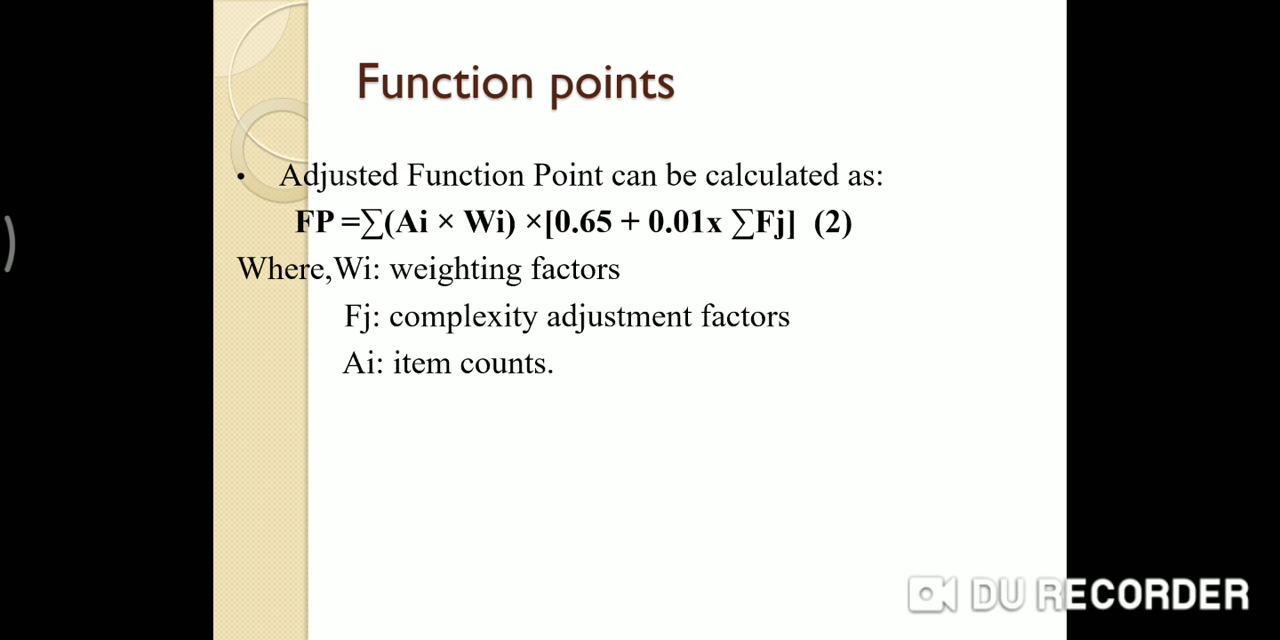 Function points
• Adjusted Function Point can be calculated as:
FP =∑(Ai × Wi) ×[0.65 + 0.01x ∑Fj] (2)
Where,Wi: weighting factors
Fj: complexity adjustment factors
Ai: item counts.
DU RECORDER